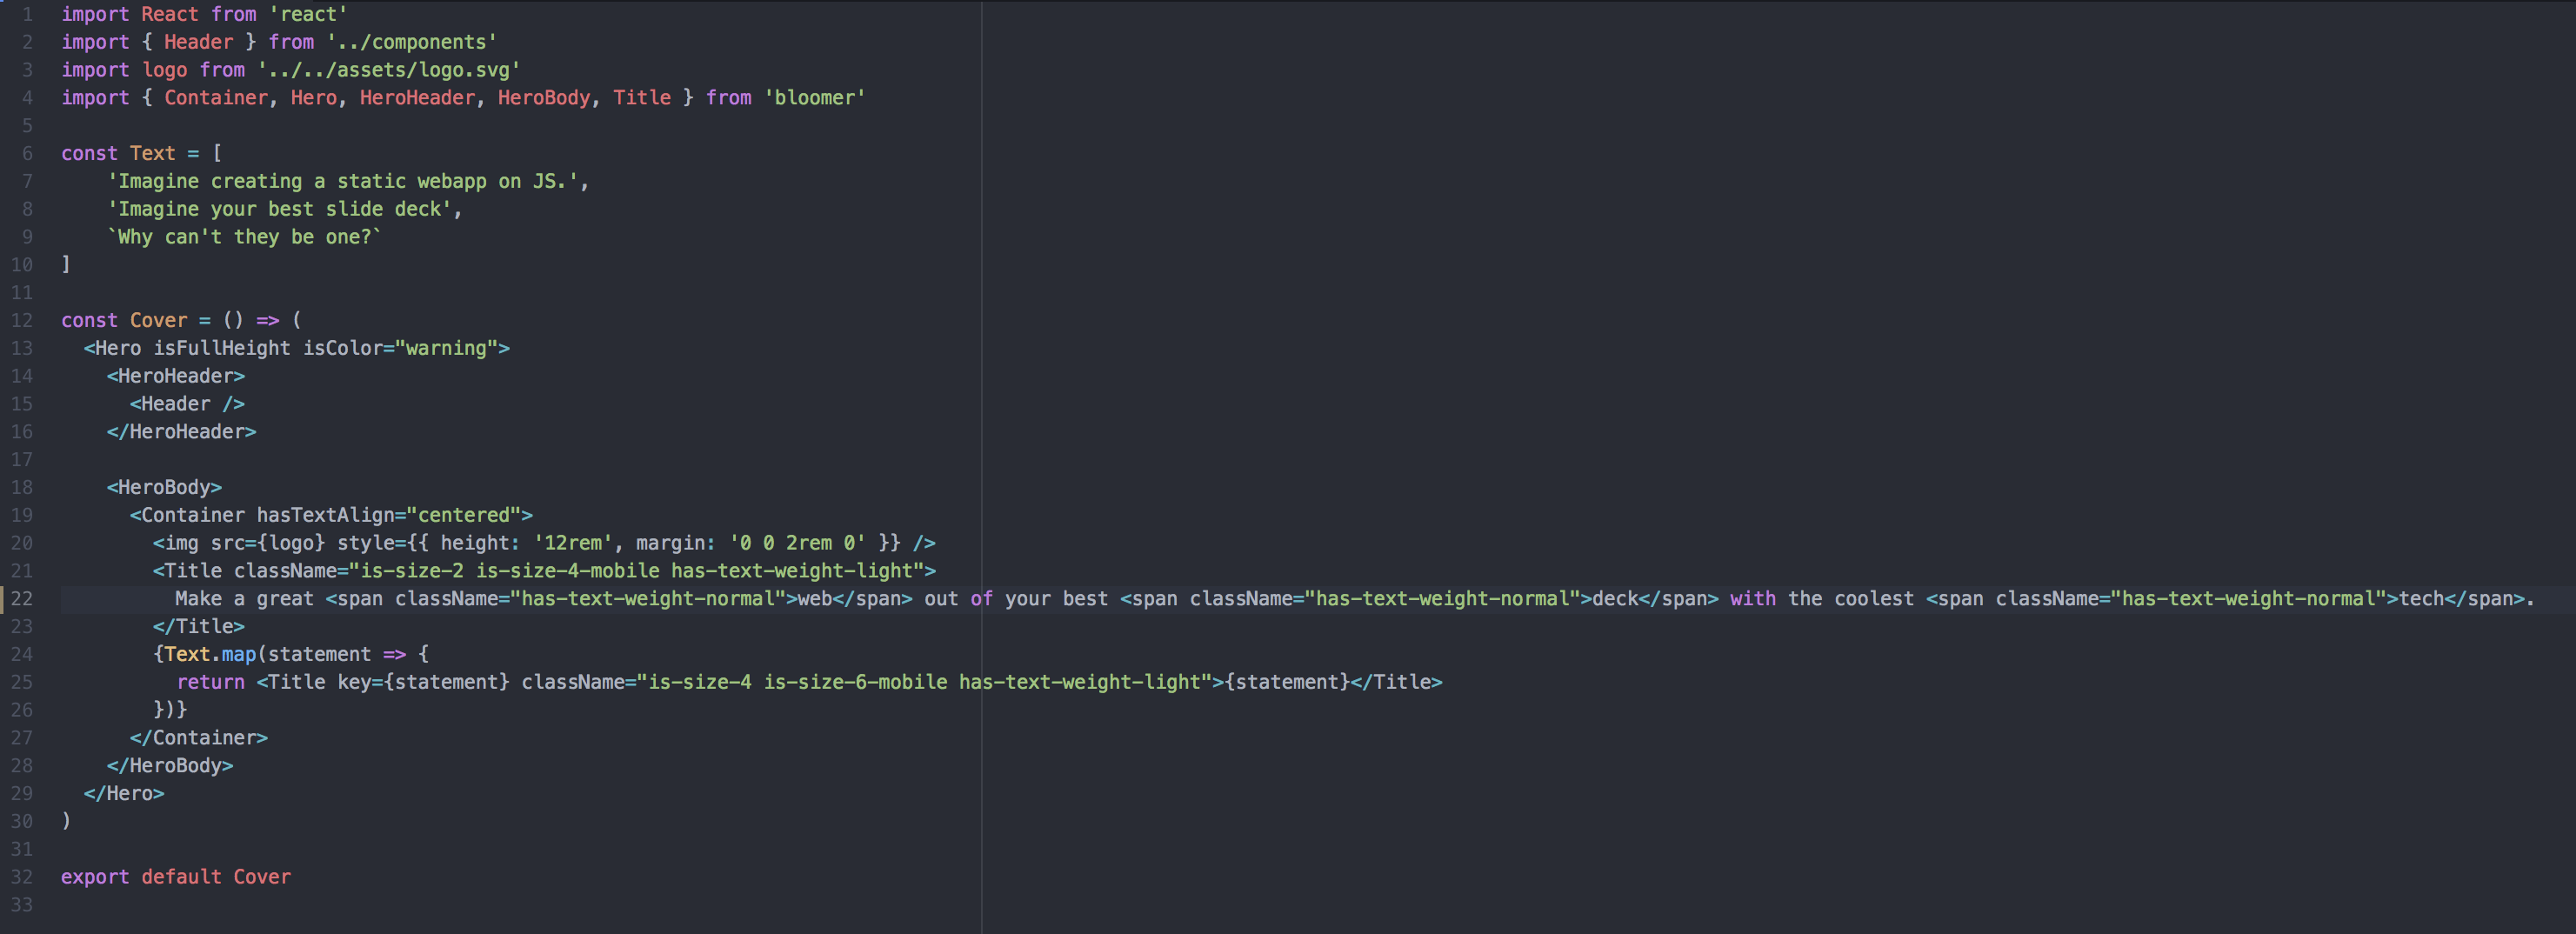 1 import React from 'react'
2 import { Header } from '../components'
3 import logo from '../../assets/logo.svg'
4 import { Container, Hero, HeroHeader, HeroBody, Title } from 'bloomer'
5
6 const Text = [
7     'Imagine creating a static webapp on JS.',
8     'Imagine your best slide deck',
9     `Why can't they be one?`
10 ]
11
12 const Cover = () => (
13   <Hero isFullHeight isColor="warning">
14     <HeroHeader>
15       <Header />
16     </HeroHeader>
17
18     <HeroBody>
19       <Container hasTextAlign="centered">
20         <img src={logo} style={{ height: '12rem', margin: '0 0 2rem 0' }} />
21         <Title className="is-size-2 is-size-4-mobile has-text-weight-light">
22           Make a great <span className="has-text-weight-normal">web</span> out of your best <span className="has-text-weight-normal">deck</span> with the coolest <span className="has-text-weight-normal">tech</span>.
23         </Title>
24         {Text.map(statement => {
25           return <Title key={statement} className="is-size-4 is-size-6-mobile has-text-weight-light">{statement}</Title>
26         })}
27       </Container>
28     </HeroBody>
29   </Hero>
30 )
31
32 export default Cover
33